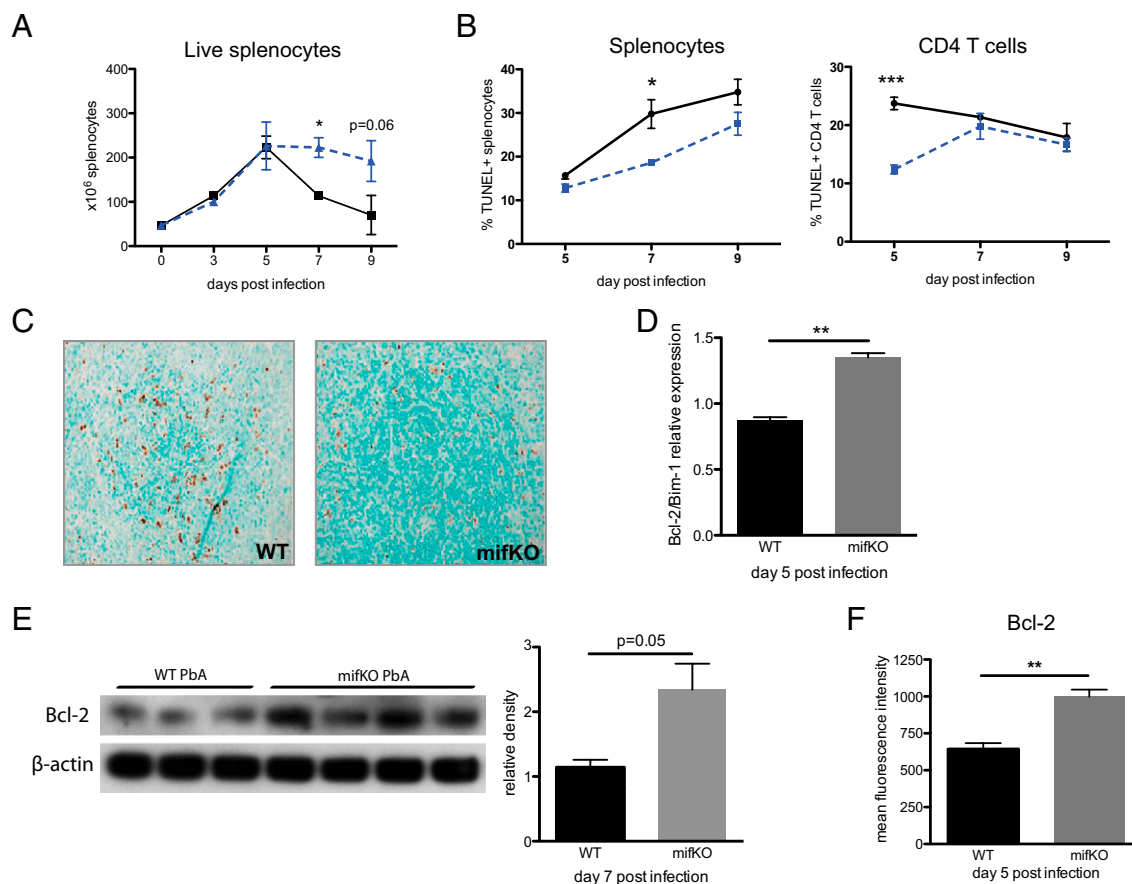 A
Live splenocytes
x10⁶ splenocytes
400
300
200
100
0
*
p=0.06
0 3 5 7 9
days post infection
B
Splenocytes
% TUNEL+ splenocytes
40
30
20
10
0
*
5 7 9
day post infection
CD4 T cells
% TUNEL+ CD4 T cells
30
20
10
0
***
5 7 9
day post infection
C
WT
mifKO
D
Bcl-2/Bim-1 relative expression
1.5
1.0
0.5
0.0
**
WT mifKO
day 5 post infection
E
WT PbA mifKO PbA
Bcl-2
β-actin
relative density
3
2
1
0
p=0.05
WT mifKO
day 7 post infection
F
Bcl-2
mean fluorescence intensity
1250
1000
750
500
250
0
**
WT mifKO
day 5 post infection